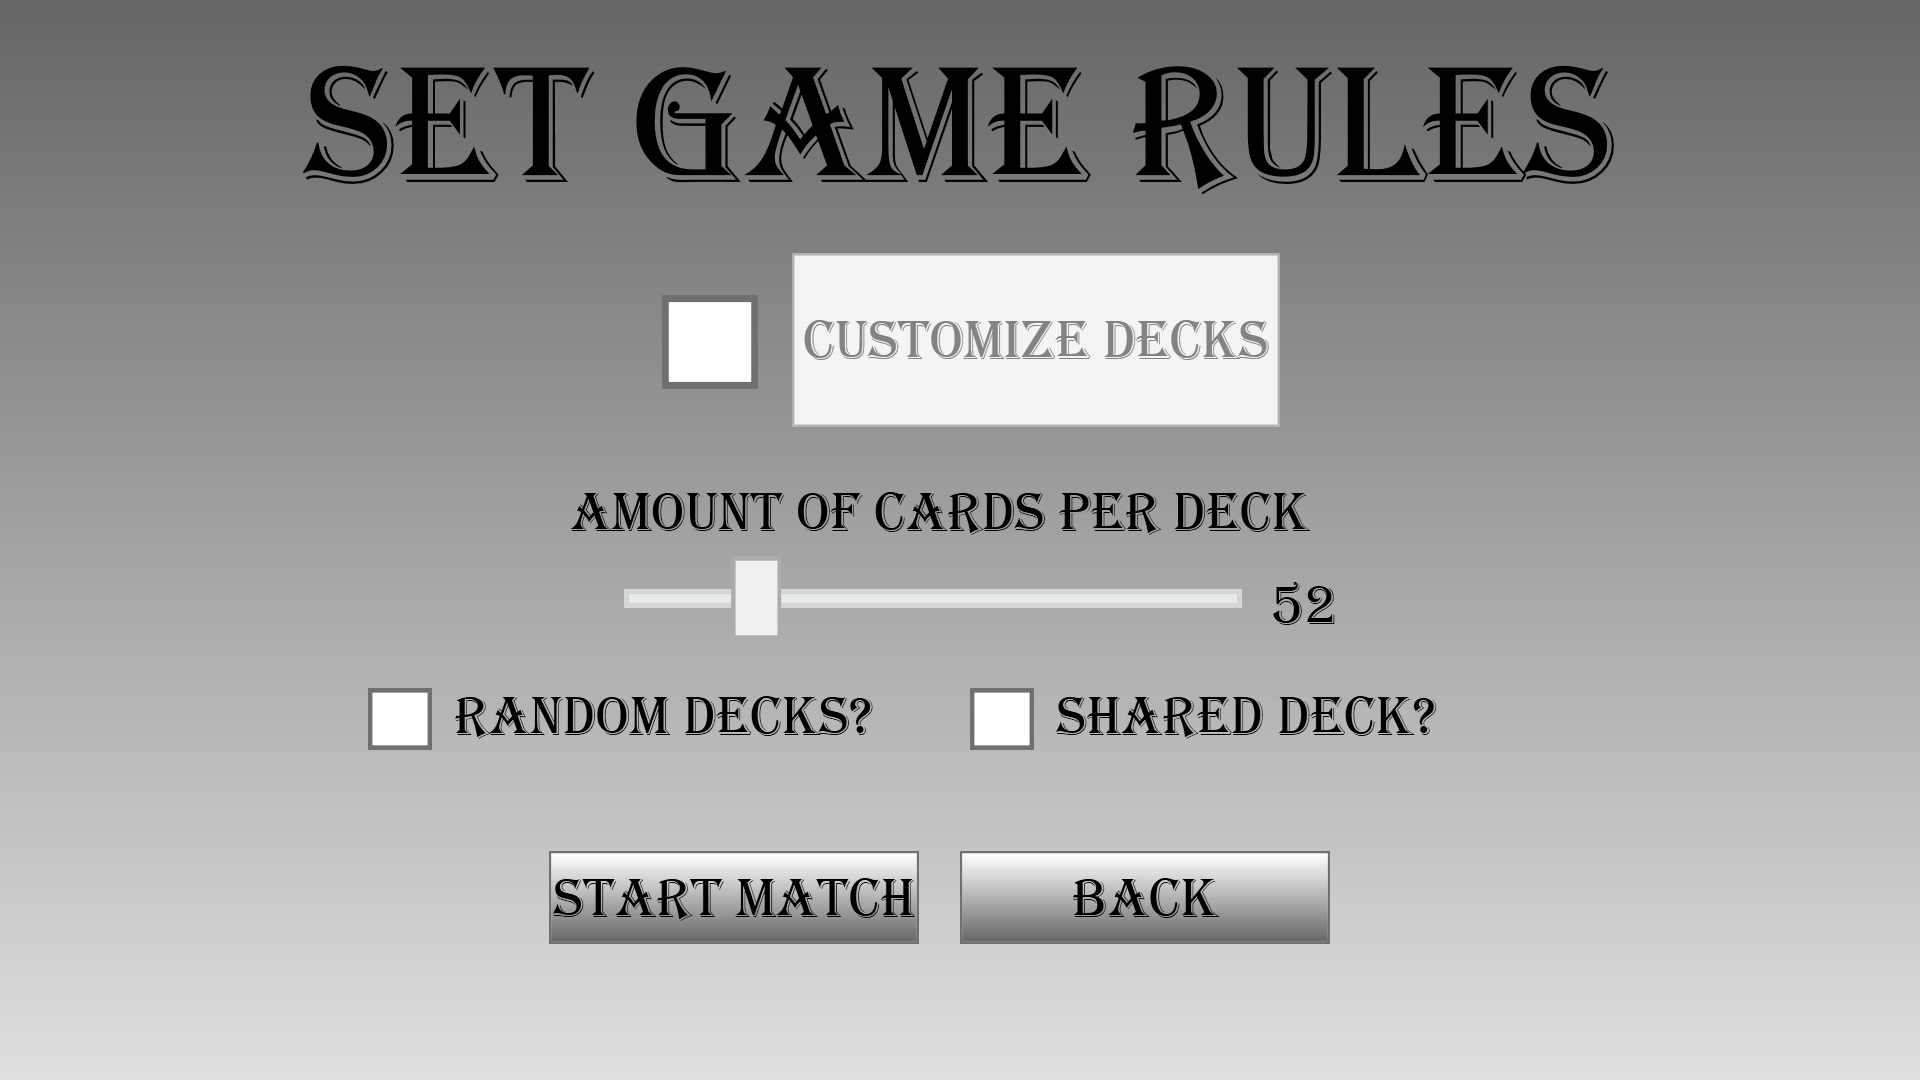 SET GAME RULES
CUSTOMIZE DECKS
AMOUNT OF CARDS PER DECK
52
RANDOM DECKS? SHARED DECK?
START MATCH BACK